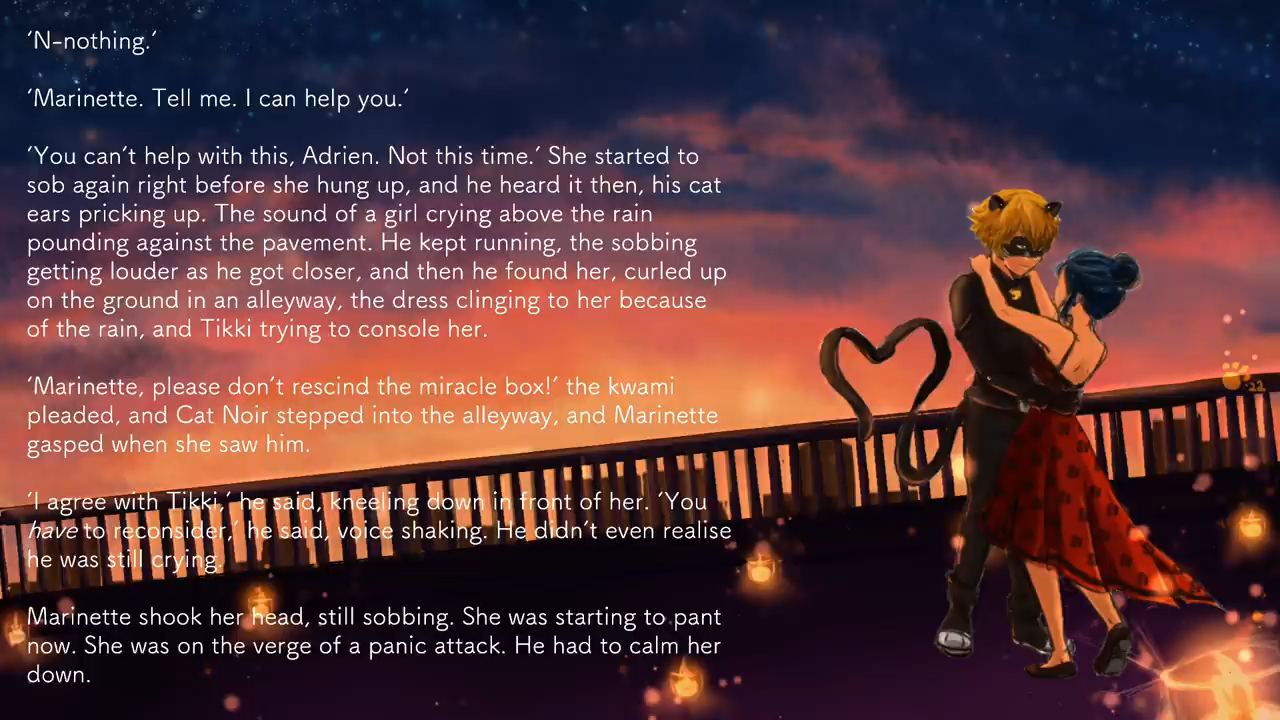 ‘N-nothing.’
‘Marinette. Tell me. I can help you.’
‘You can’t help with this, Adrien. Not this time.’ She started to
sob again right before she hung up, and he heard it then, his cat
ears pricking up. The sound of a girl crying above the rain
pounding against the pavement. He kept running, the sobbing
getting louder as he got closer, and then he found her, curled up
on the ground in an alleyway, the dress clinging to her because
of the rain, and Tikki trying to console her.
‘Marinette, please don’t rescind the miracle box!’ the kwami
pleaded, and Cat Noir stepped into the alleyway, and Marinette
gasped when she saw him.
‘I agree with Tikki,’ he said, kneeling down in front of her. ‘You
have to reconsider,’ he said, voice shaking. He didn’t even realise
he was still crying.
Marinette shook her head, still sobbing. She was starting to pant
now. She was on the verge of a panic attack. He had to calm her
down.